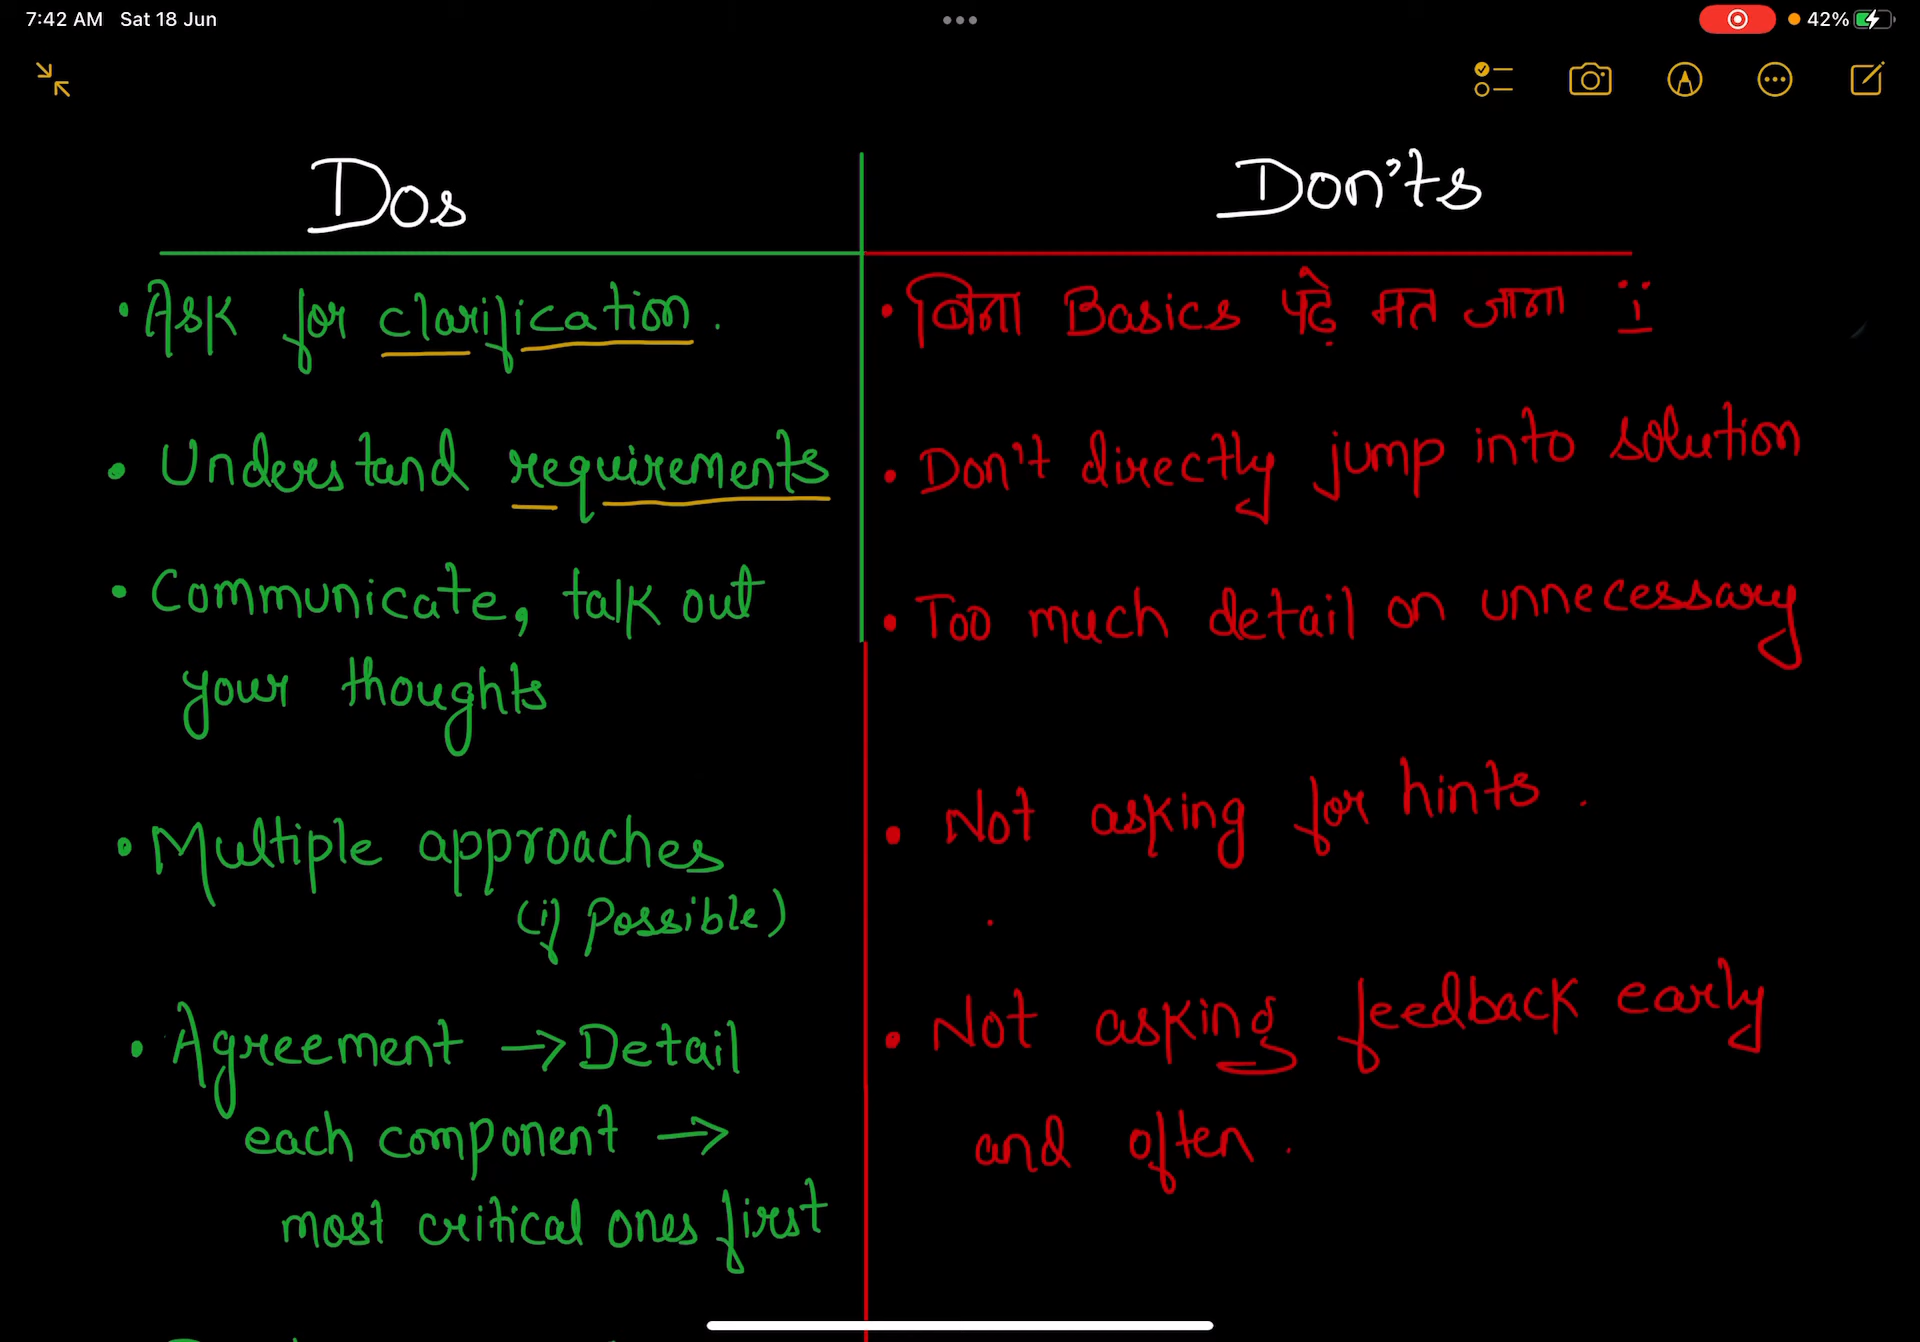 7:42 AM Sat 18 Jun
42%
Dos
Don'ts
• Ask for clarification.
• Understand requirements
• Communicate, talk out
your thoughts
• Multiple approaches
(if possible)
• Agreement → Detail
each component →
most critical ones first
• बिना Basics पढ़े मत जाना
• Don't directly jump into solution
• Too much detail on unnecessary
• Not asking for hints.
• Not asking feedback early
and often.